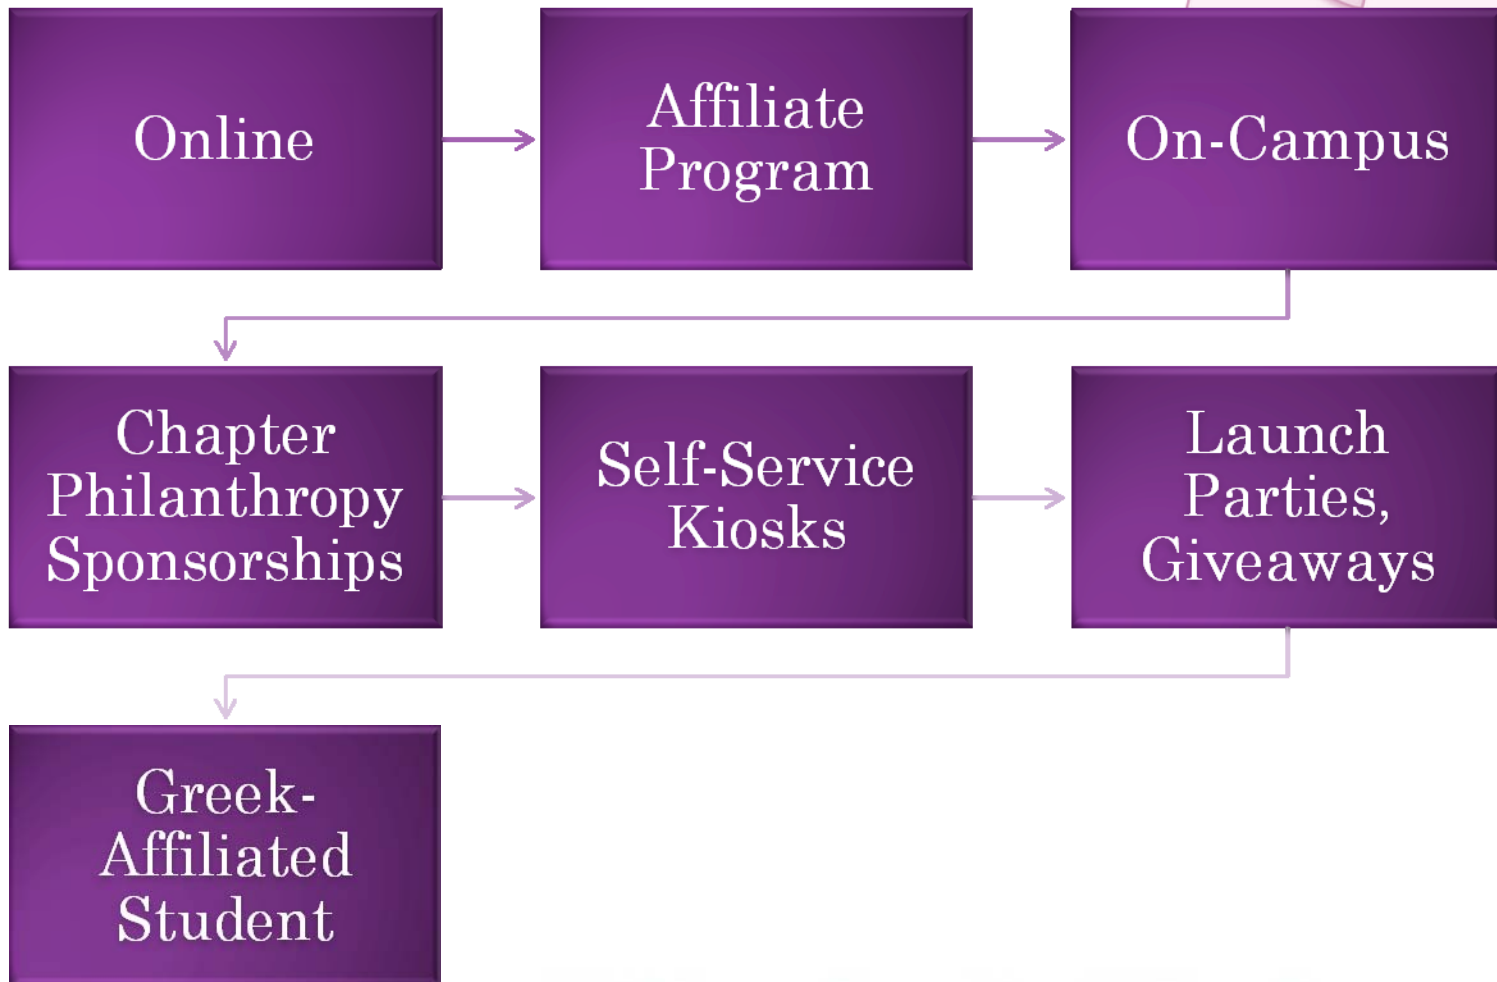 Online
Affiliate
Program
On-Campus
Chapter
Philanthropy
Sponsorships
Self-Service
Kiosks
Launch
Parties,
Giveaways
Greek-
Affiliated
Student